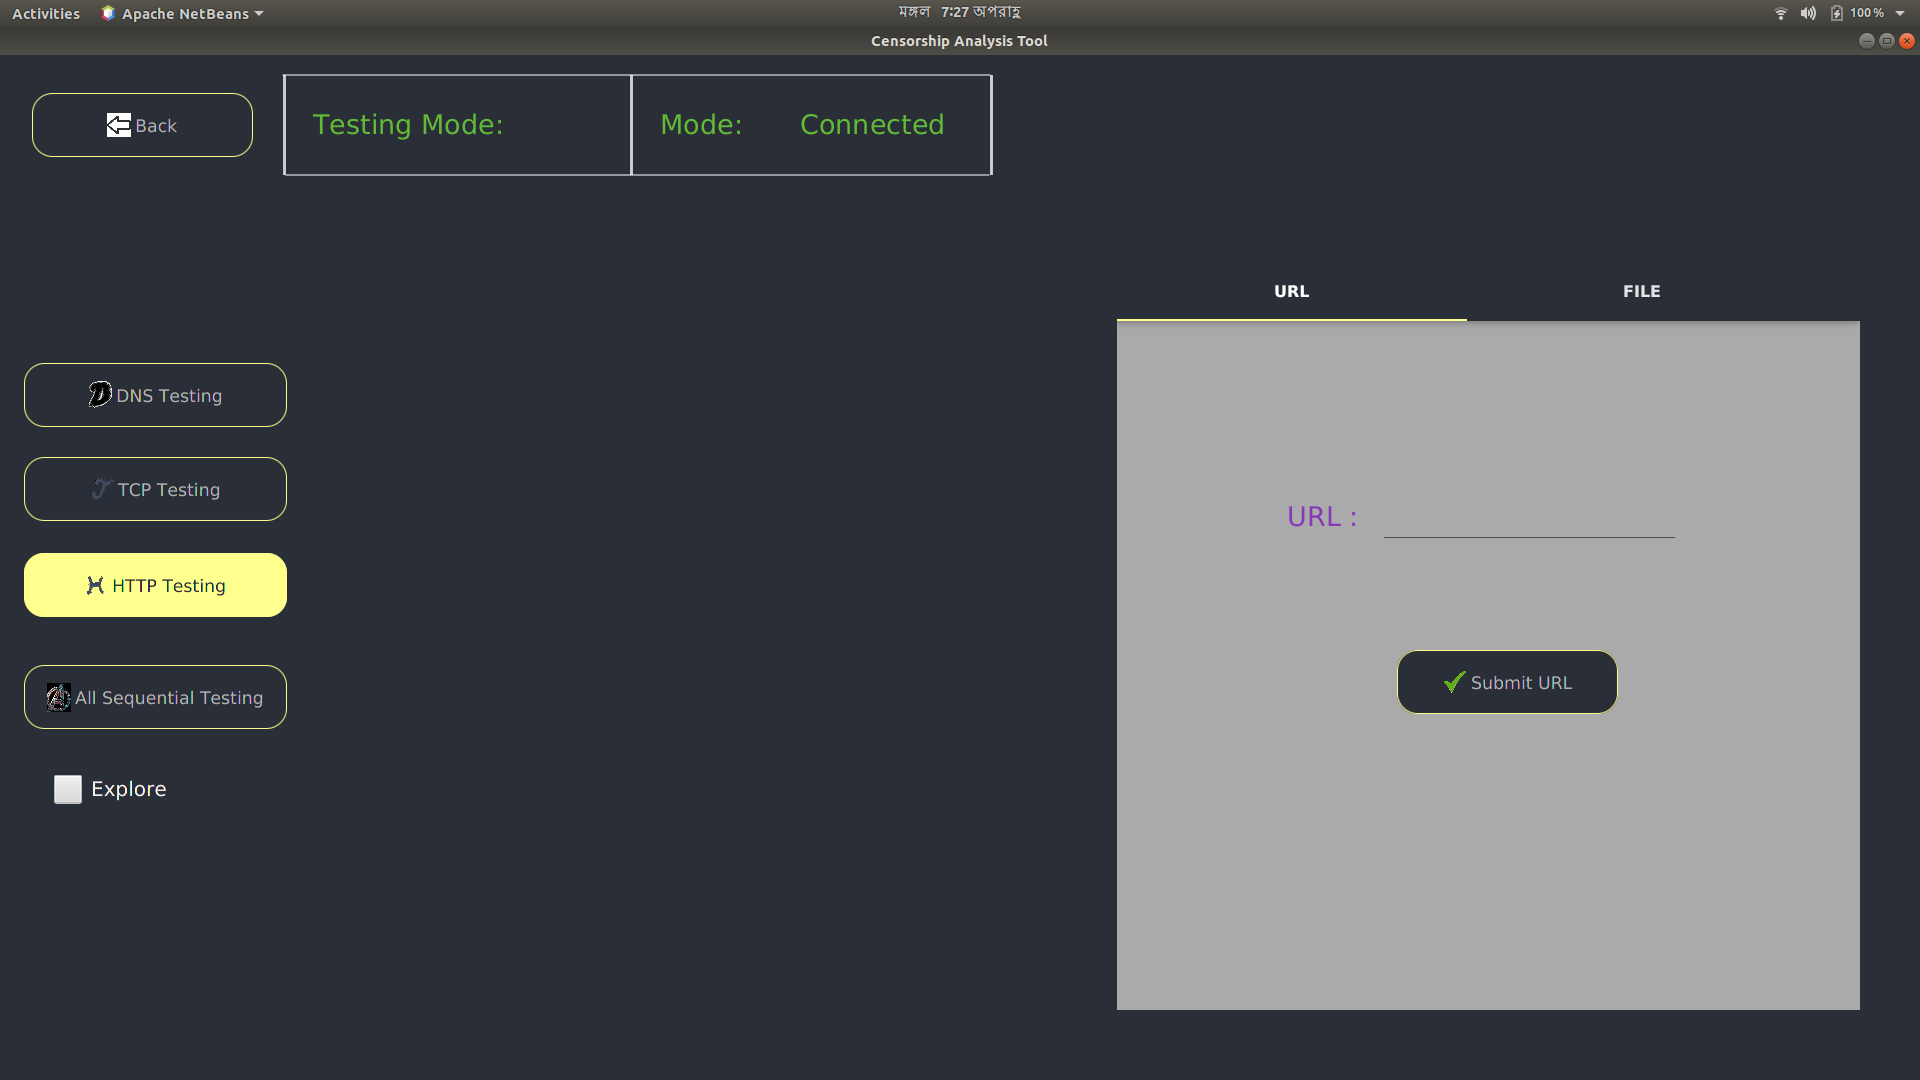 Activities Apache NetBeans মঙ্গল 7:27 অপরাহ্ণ 100%
Censorship Analysis Tool
Back
Testing Mode:
Mode: Connected
URL FILE
DNS Testing
TCP Testing
URL :
HTTP Testing
Submit URL
All Sequential Testing
Explore